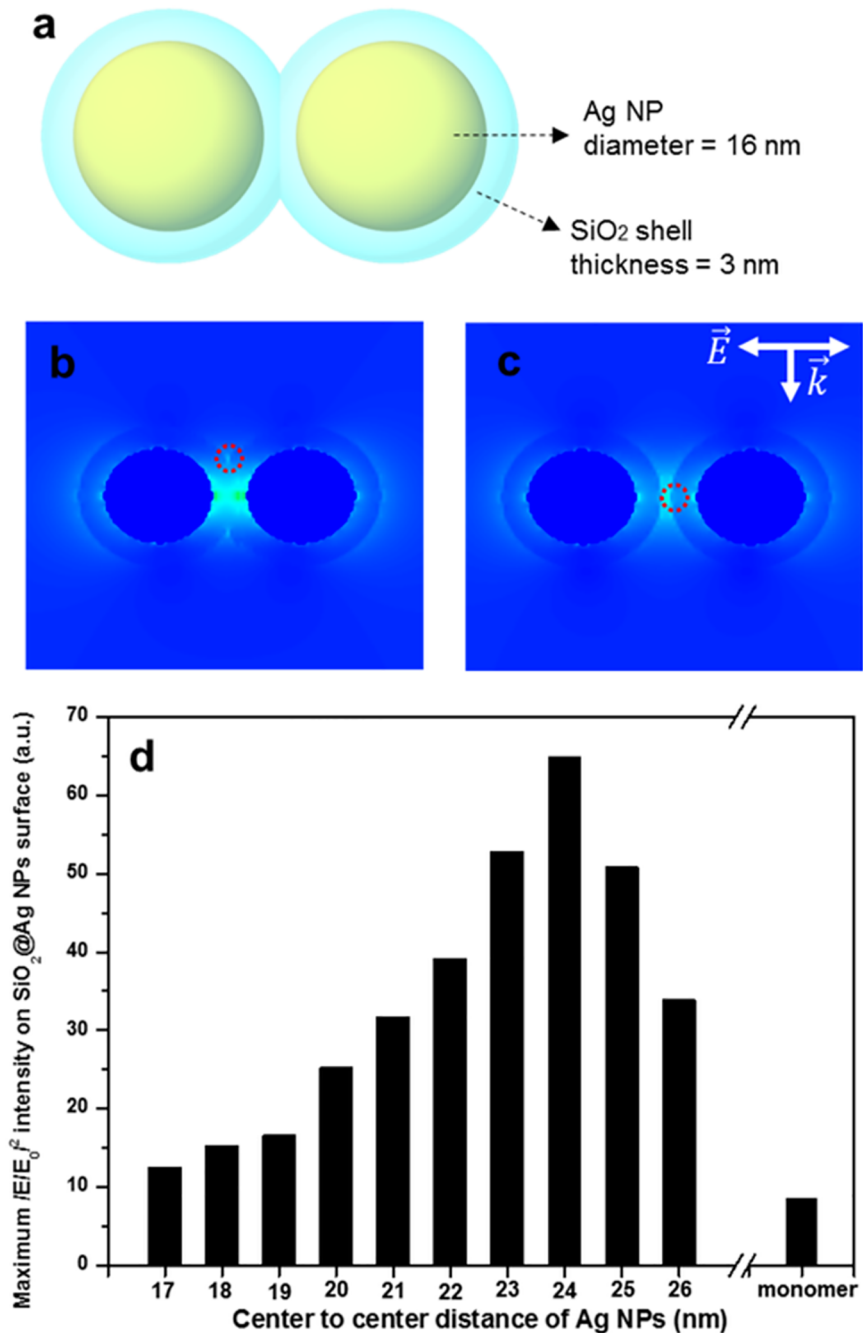 a
Ag NP
diameter = 16 nm
SiO₂ shell
thickness = 3 nm
b
c
E⃗
k⃗
d
Maximum /E/E₀/² intensity on SiO₂@Ag NPs surface (a.u.)
70
60
50
40
30
20
10
0
17 18 19 20 21 22 23 24 25 26 monomer
Center to center distance of Ag NPs (nm)